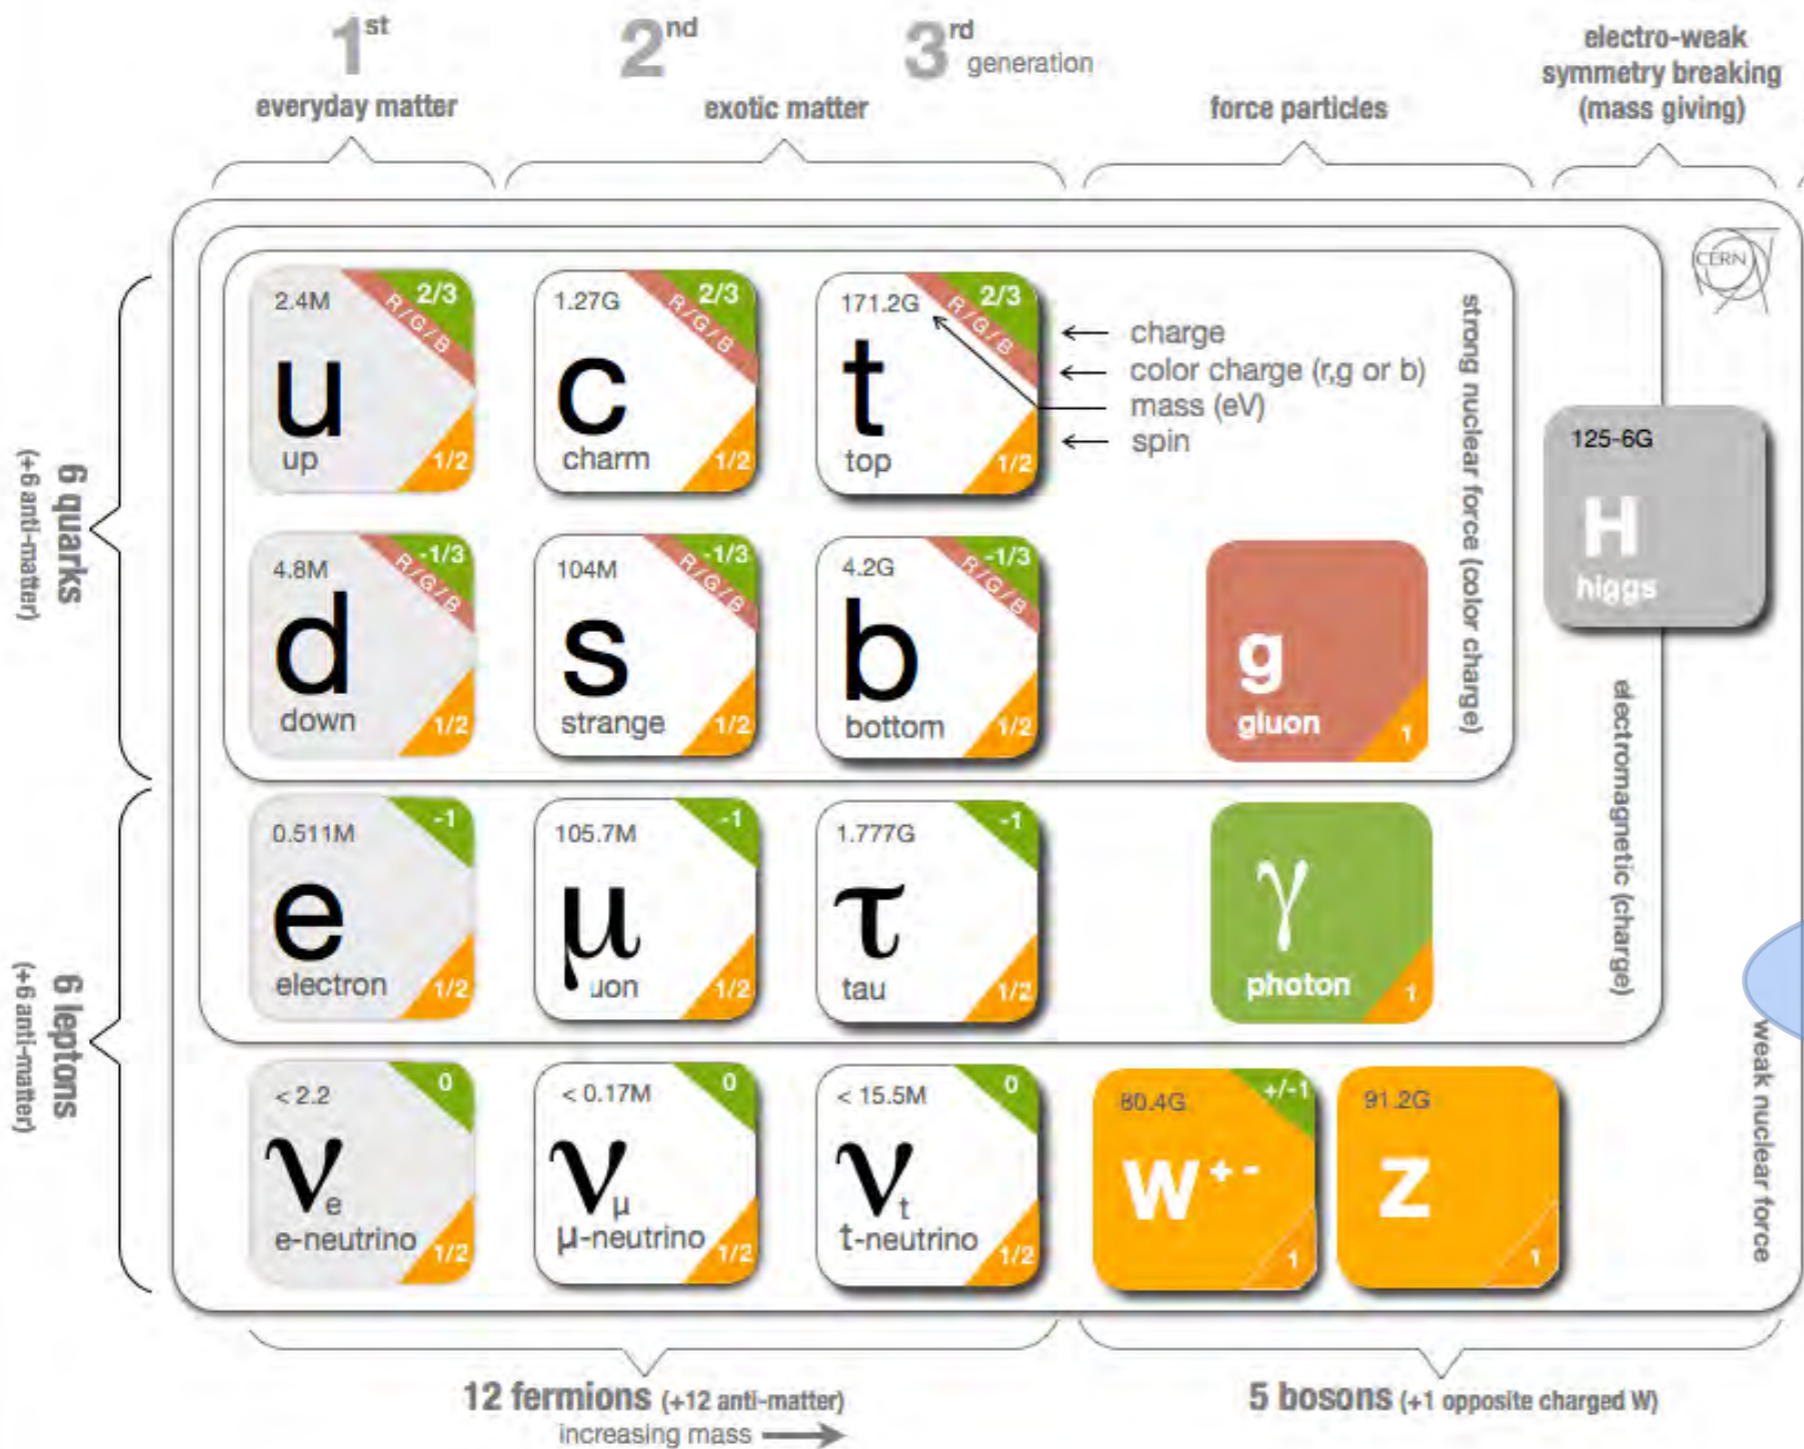 1st
2nd
3rd
generation
everyday matter
exotic matter
force particles
electro-weak
symmetry breaking
(mass giving)
CERN
6 quarks
(+6 anti-matter)
2.4M
2/3
R/G/B
u
up
1/2
1.27G
2/3
R/G/B
c
charm
1/2
171.2G
2/3
R/G/B
t
top
1/2
charge
color charge (r,g or b)
mass (eV)
spin
strong nuclear force (color charge)
125-6G
H
higgs
4.8M
-1/3
R/G/B
d
down
1/2
104M
-1/3
R/G/B
s
strange
1/2
4.2G
-1/3
R/G/B
b
bottom
1/2
g
gluon
1
electromagnetic (charge)
6 leptons
(+6 anti-matter)
0.511M
-1
e
electron
1/2
105.7M
-1
μ
uon
1/2
1.777G
-1
τ
tau
1/2
γ
photon
1
weak nuclear force
< 2.2
0
νe
e-neutrino
1/2
< 0.17M
0
νμ
μ-neutrino
1/2
< 15.5M
0
νt
t-neutrino
1/2
80.4G
+/-1
W+-
1
91.2G
Z
1
12 fermions (+12 anti-matter)
increasing mass
5 bosons (+1 opposite charged W)